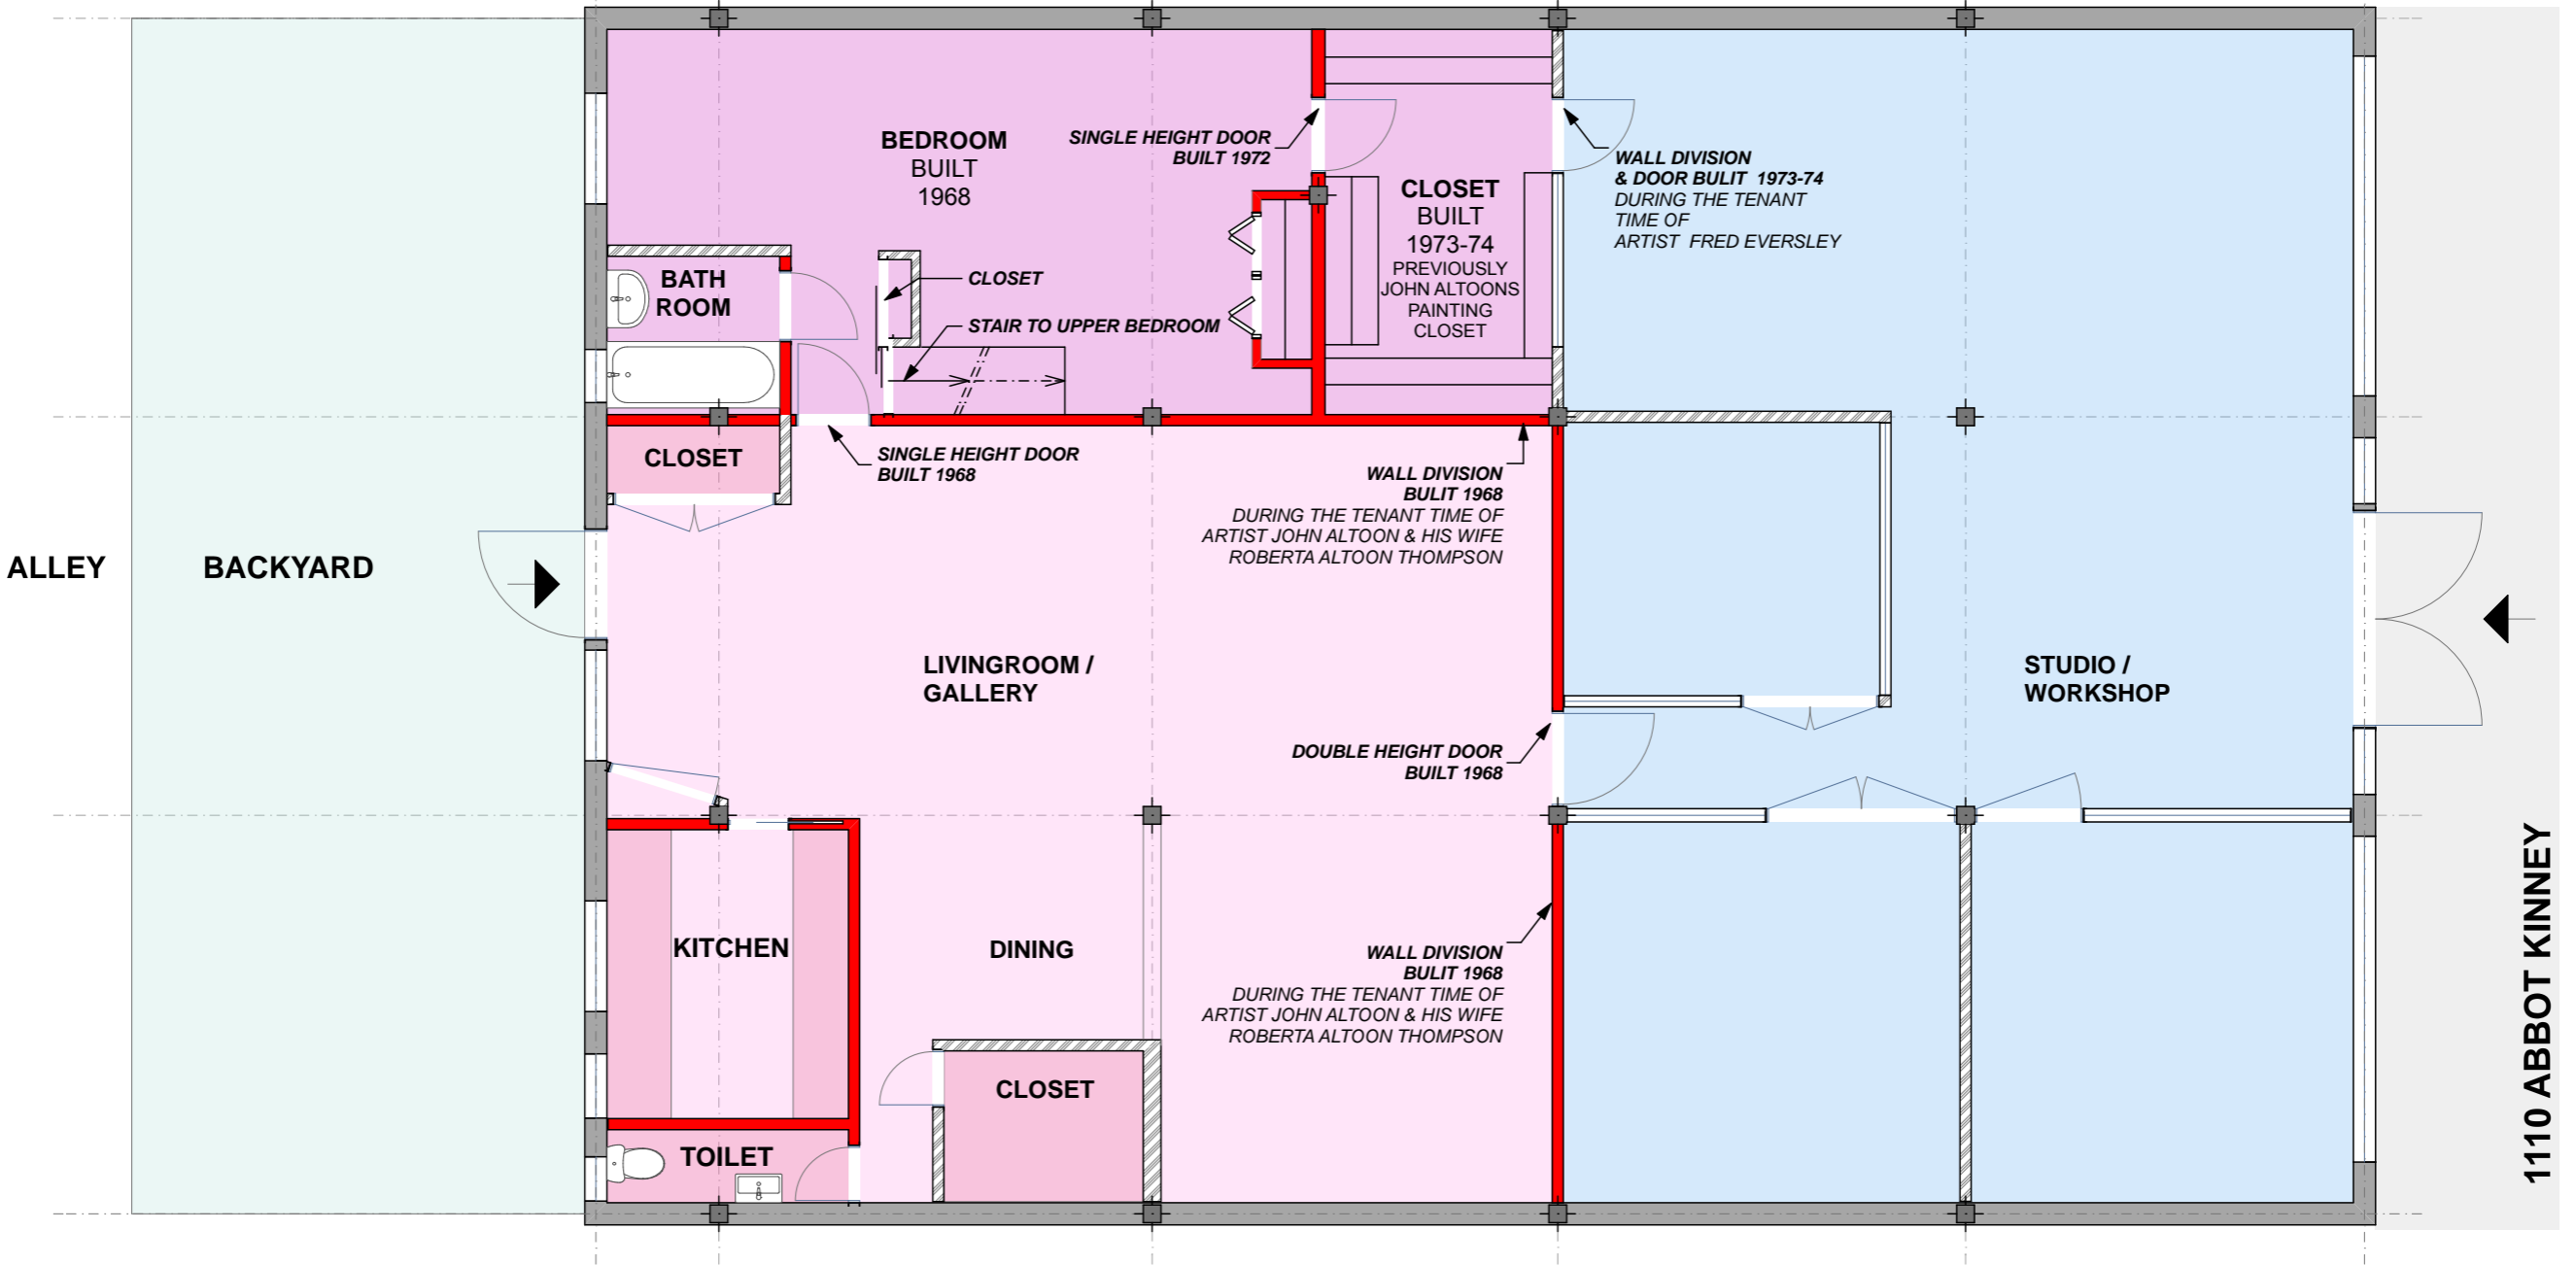 BEDROOM
BUILT
1968
SINGLE HEIGHT DOOR
BUILT 1972
CLOSET
BUILT
1973-74
PREVIOUSLY
JOHN ALTOONS
PAINTING
CLOSET
WALL DIVISION
& DOOR BULIT 1973-74
DURING THE TENANT
TIME OF
ARTIST FRED EVERSLEY
BATH
ROOM
CLOSET
STAIR TO UPPER BEDROOM
CLOSET
SINGLE HEIGHT DOOR
BUILT 1968
WALL DIVISION
BULIT 1968
DURING THE TENANT TIME OF
ARTIST JOHN ALTOON & HIS WIFE
ROBERTA ALTOON THOMPSON
ALLEY
BACKYARD
LIVINGROOM /
GALLERY
STUDIO /
WORKSHOP
DOUBLE HEIGHT DOOR
BUILT 1968
KITCHEN
DINING
WALL DIVISION
BULIT 1968
DURING THE TENANT TIME OF
ARTIST JOHN ALTOON & HIS WIFE
ROBERTA ALTOON THOMPSON
CLOSET
TOILET
1110 ABBOT KINNEY